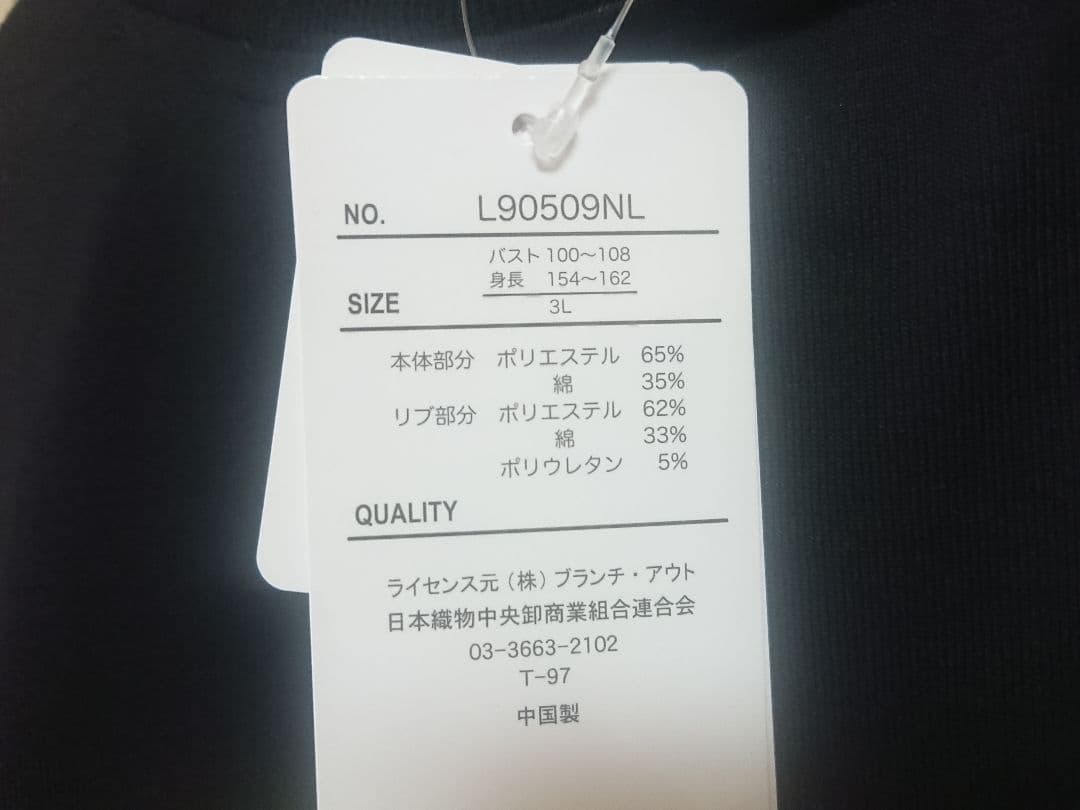 NO. L90509NL
バスト 100〜108
身長 154〜162
SIZE
3L
本体部分 ポリエステル 65%
綿 35%
リブ部分 ポリエステル 62%
綿 33%
ポリウレタン 5%
QUALITY
ライセンス元（株）ブランチ・アウト
日本織物中央卸商業組合連合会
03-3663-2102
T-97
中国製